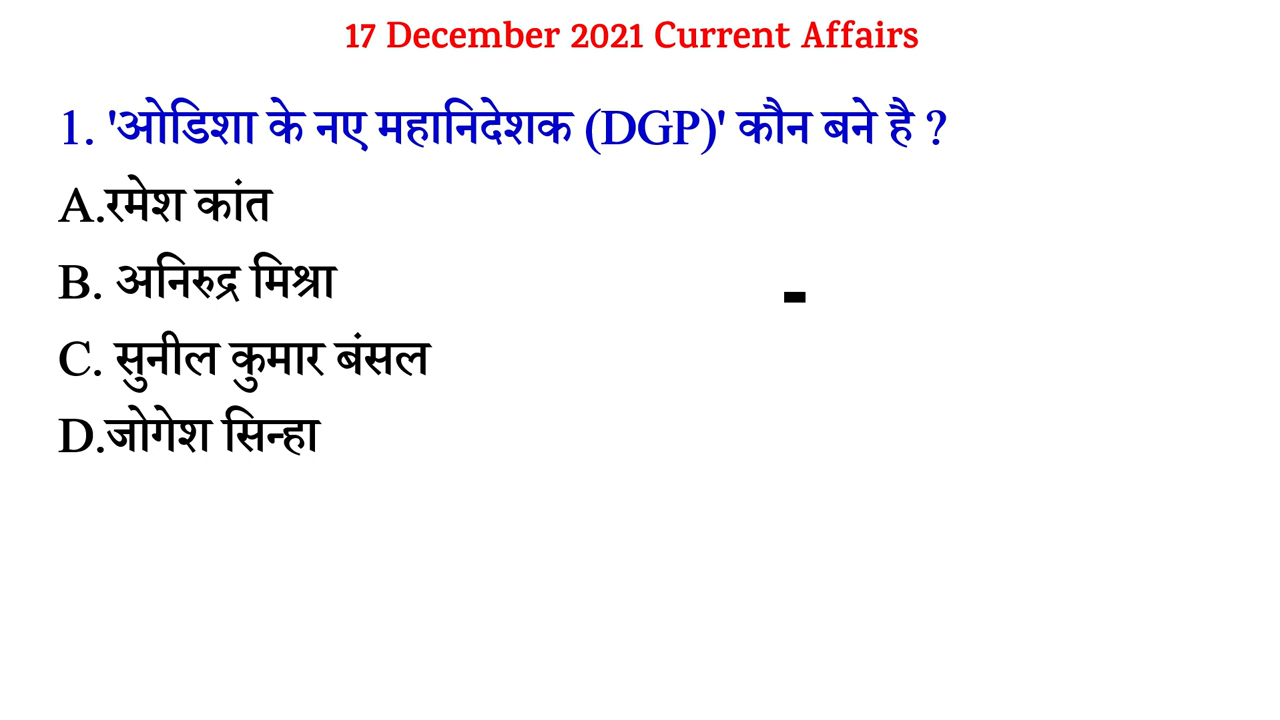 17 December 2021 Current Affairs
1. 'ओडिशा के नए महानिदेशक (DGP)' कौन बने है ?
A.रमेश कांत
B. अनिरुद्र मिश्रा
C. सुनील कुमार बंसल
D.जोगेश सिन्हा